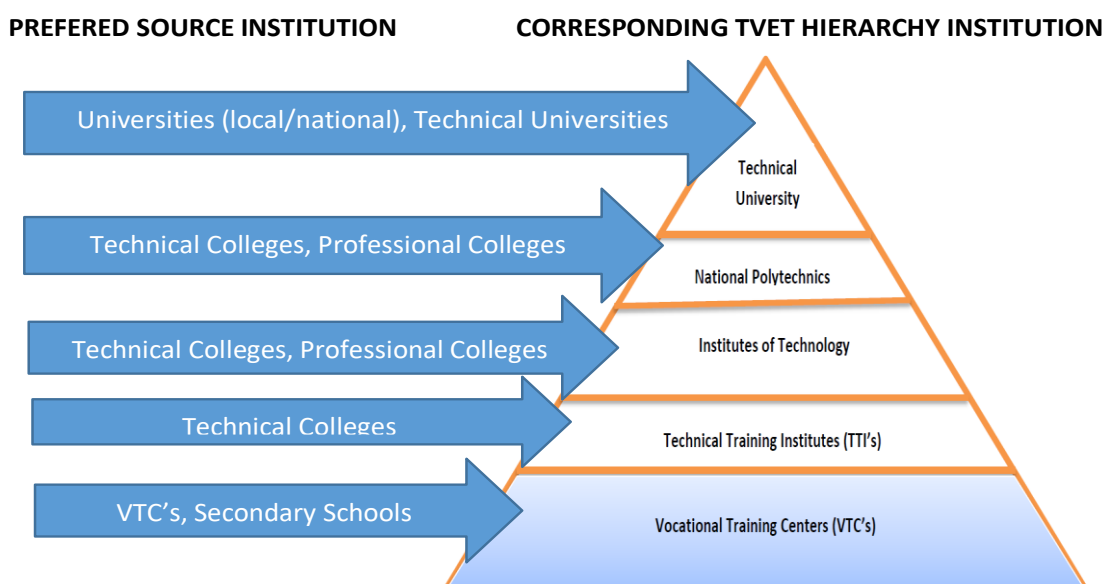 PREFERED SOURCE INSTITUTION
CORRESPONDING TVET HIERARCHY INSTITUTION
Universities (local/national), Technical Universities
Technical
University
Technical Colleges, Professional Colleges
National Polytechnics
Technical Colleges, Professional Colleges
Institutes of Technology
Technical Colleges
Technical Training Institutes (TTI's)
VTC's, Secondary Schools
Vocational Training Centers (VTC's)